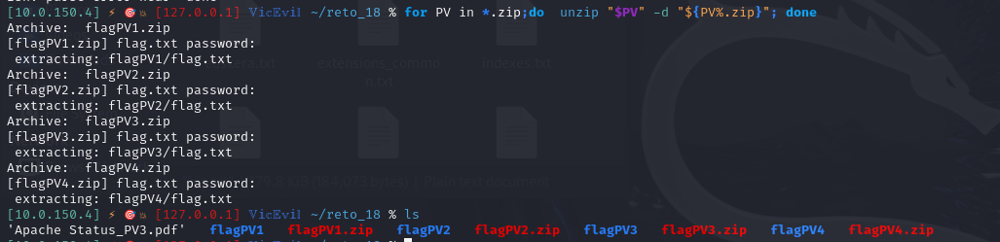 [10.0.150.4] ⚡ 🎯💥 [127.0.0.1] VɪcEvɪl ~/reto_18 % for PV in *.zip;do  unzip "$PV" -d "${PV%.zip}"; done
Archive:  flagPV1.zip
[flagPV1.zip] flag.txt password:
 extracting: flagPV1/flag.txt
Archive:  flagPV2.zip
[flagPV2.zip] flag.txt password:
 extracting: flagPV2/flag.txt
Archive:  flagPV3.zip
[flagPV3.zip] flag.txt password:
 extracting: flagPV3/flag.txt
Archive:  flagPV4.zip
[flagPV4.zip] flag.txt password:
 extracting: flagPV4/flag.txt
[10.0.150.4] ⚡ 🎯💥 [127.0.0.1] VɪcEvɪl ~/reto_18 % ls
'Apache Status_PV3.pdf'   flagPV1   flagPV1.zip   flagPV2   flagPV2.zip   flagPV3   flagPV3.zip   flagPV4   flagPV4.zip